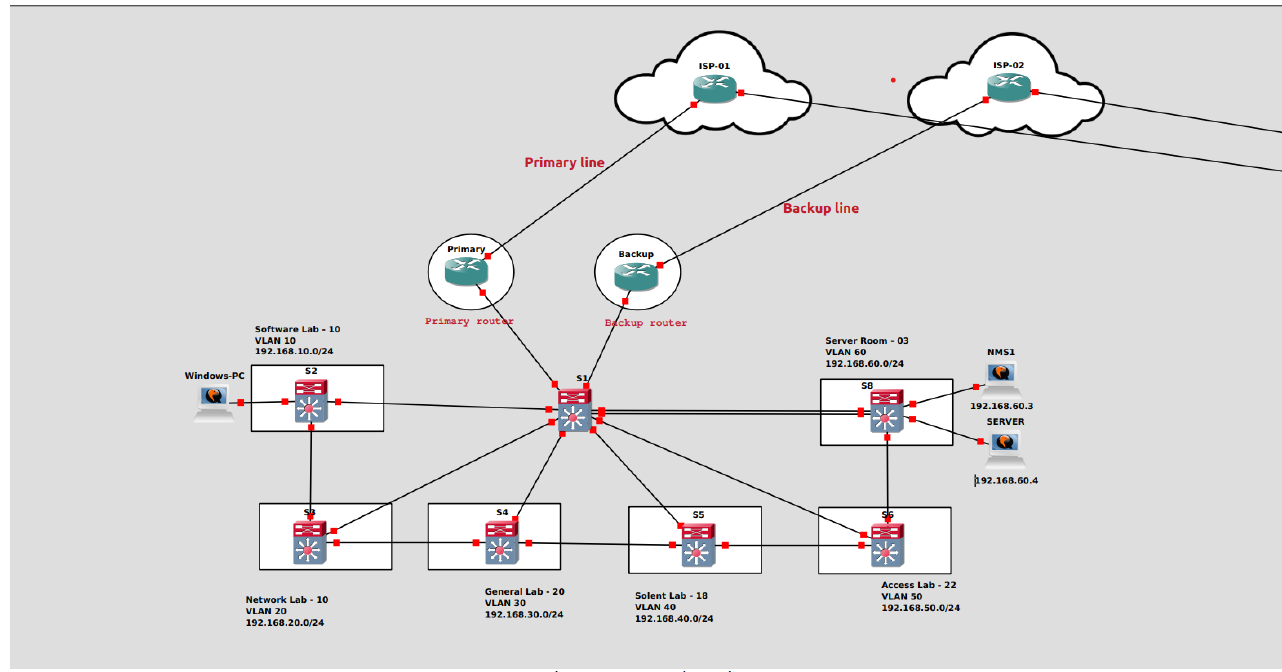 ISP-01
ISP-02
Primary line
Backup line
Primary
Backup
Primary router
Backup router
Software Lab - 10
VLAN 10
192.168.10.0/24
Server Room - 03
VLAN 60
192.168.60.0/24
NMS1
Windows-PC
S2
S1
S8
192.168.60.3
SERVER
192.168.60.4
S3
S4
S5
S6
Network Lab - 10
VLAN 20
192.168.20.0/24
General Lab - 20
VLAN 30
192.168.30.0/24
Solent Lab - 18
VLAN 40
192.168.40.0/24
Access Lab - 22
VLAN 50
192.168.50.0/24